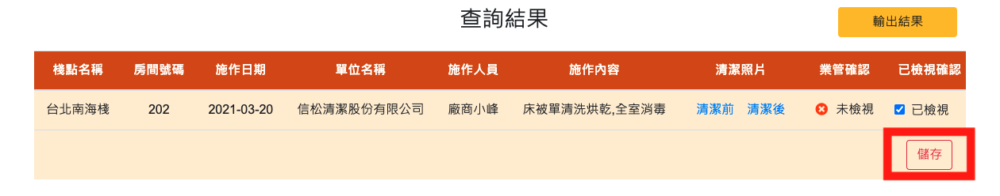 查詢結果
輸出結果
棧點名稱 房間號碼 施作日期 單位名稱 施作人員 施作內容 清潔照片 業管確認 已檢視確認
台北南海棧 202 2021-03-20 信松清潔股份有限公司 廠商小峰 床被單清洗烘乾,全室消毒 清潔前 清潔後 未檢視 已檢視
儲存